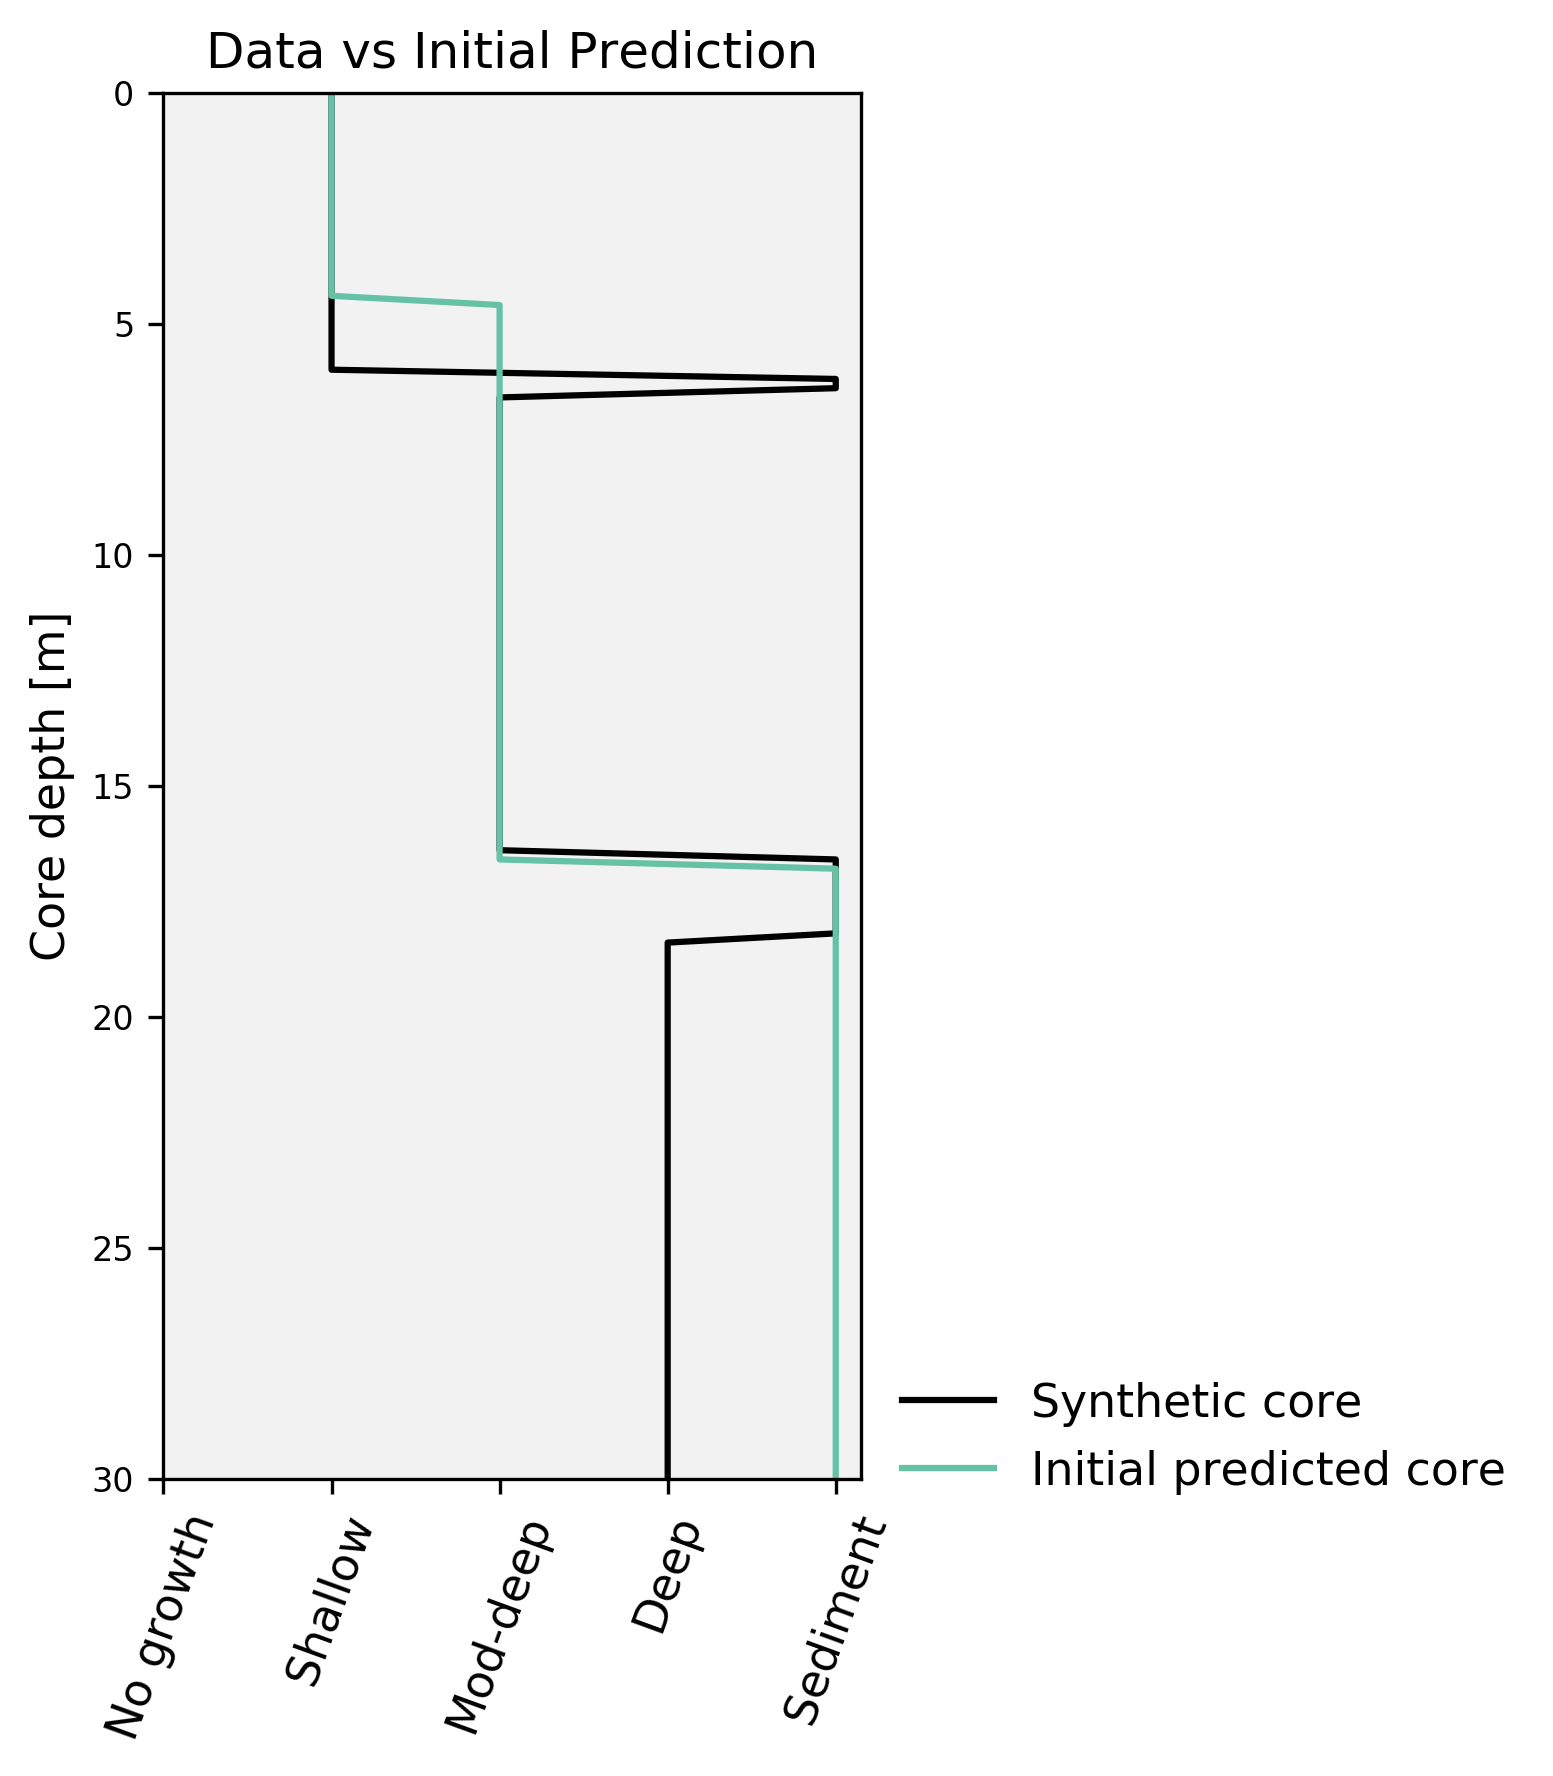 Data vs Initial Prediction
0
5
10
15
20
25
30
Core depth [m]
No growth
Shallow
Mod-deep
Deep
Sediment
Synthetic core
Initial predicted core